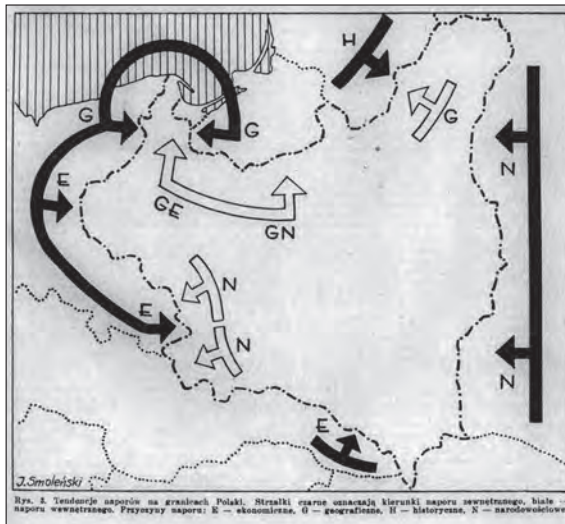 H
G
G
G
N
E
GE
GN
N
E
N
N
E
J. Smoleński
Rys. 3. Tendencje naporów na granicach Polski. Strzałki czarne oznaczają kierunki naporu zewnętrznego, białe —
naporu wewnętrznego. Przyczyny naporu: E — ekonomiczne, G — geograficzne, H — historyczne, N — narodowościowe